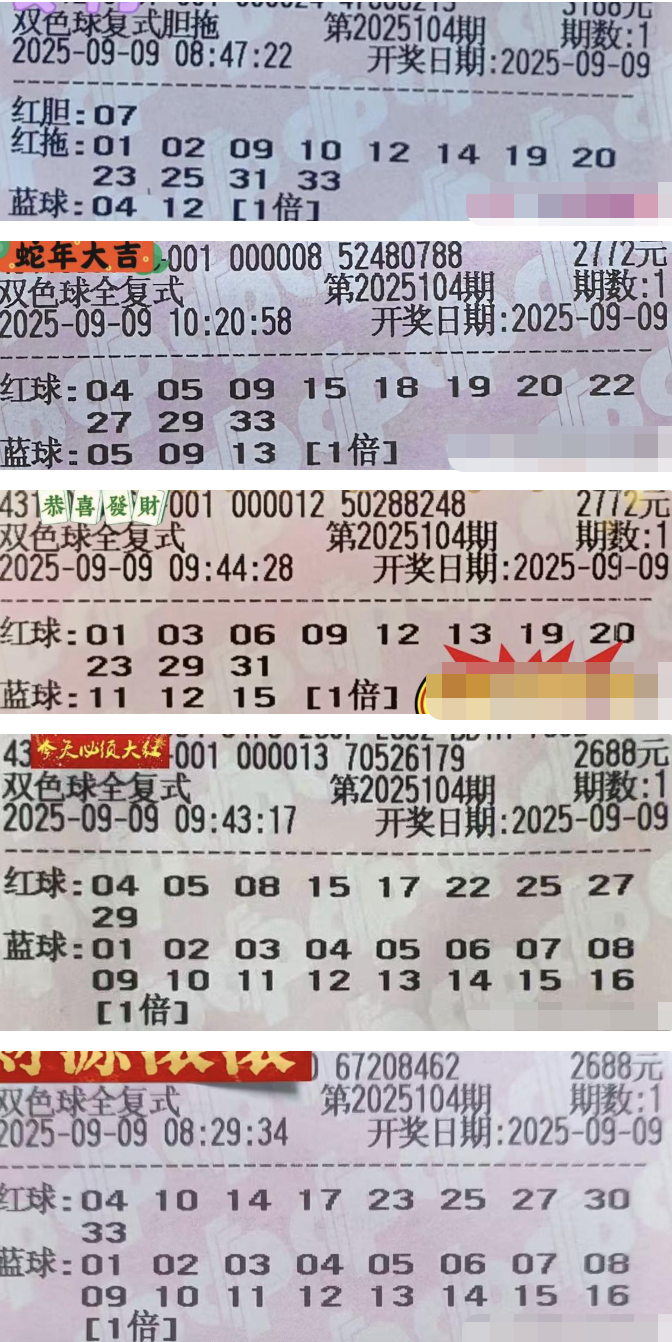 3168元
双色球复式胆拖 第2025104期 期数:1
2025-09-09 08:47:22 开奖日期:2025-09-09
红胆:07
红拖:01 02 09 10 12 14 19 20
23 25 31 33
蓝球:04 12 [1倍]
蛇年大吉 -001 000008 52480788 2772元
双色球全复式 第2025104期 期数:1
2025-09-09 10:20:58 开奖日期:2025-09-09
红球:04 05 09 15 18 19 20 22
27 29 33
蓝球:05 09 13 [1倍]
431 恭喜發財 001 000012 50288248 2772元
双色球全复式 第2025104期 期数:1
2025-09-09 09:44:28 开奖日期:2025-09-09
红球:01 03 06 09 12 13 19 20
23 29 31
蓝球:11 12 15 [1倍]
43 今天必须大红 -001 000013 70526179 2688元
双色球全复式 第2025104期 期数:1
2025-09-09 09:43:17 开奖日期:2025-09-09
红球:04 05 08 15 17 22 25 27
29
蓝球:01 02 03 04 05 06 07 08
09 10 11 12 13 14 15 16
[1倍]
财源滚滚 67208462 2688元
双色球全复式 第2025104期 期数:1
2025-09-09 08:29:34 开奖日期:2025-09-09
红球:04 10 14 17 23 25 27 30
33
蓝球:01 02 03 04 05 06 07 08
09 10 11 12 13 14 15 16
[1倍]